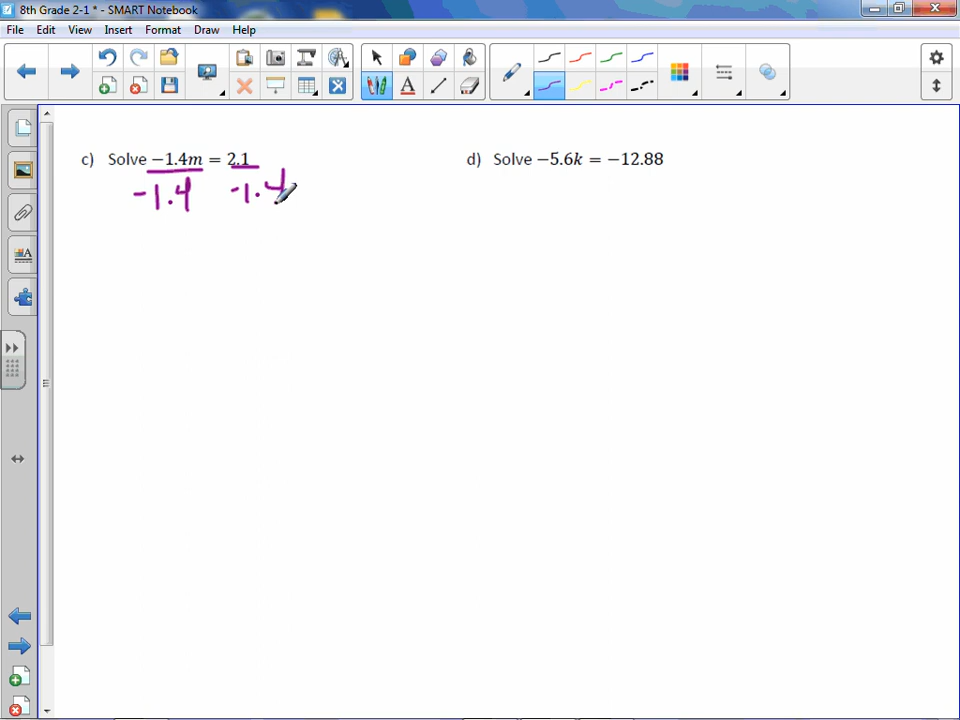 8th Grade 2-1 * - SMART Notebook
File Edit View Insert Format Draw Help
c) Solve −1.4m = 2.1
-1.4 -1.4
d) Solve −5.6k = −12.88